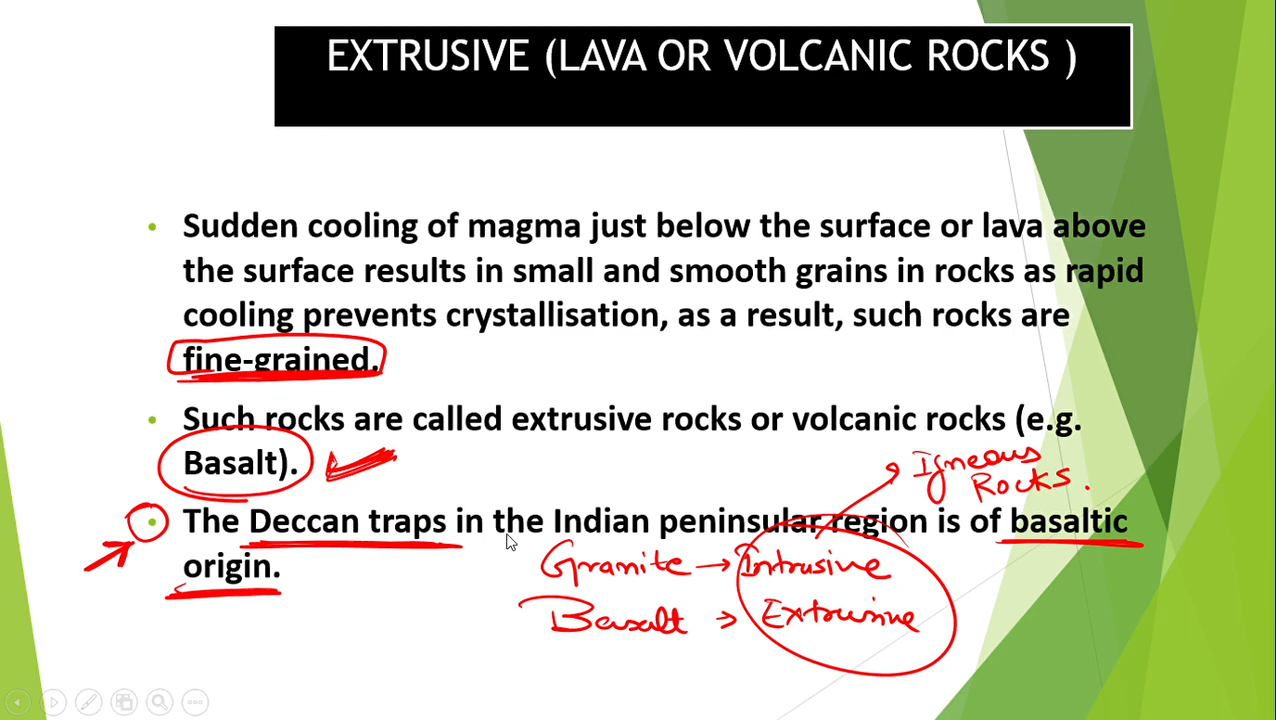 EXTRUSIVE (LAVA OR VOLCANIC ROCKS )
• Sudden cooling of magma just below the surface or lava above
the surface results in small and smooth grains in rocks as rapid
cooling prevents crystallisation, as a result, such rocks are
fine-grained.
• Such rocks are called extrusive rocks or volcanic rocks (e.g.
Basalt).
Igneous
Rocks.
• The Deccan traps in the Indian peninsular region is of basaltic
origin.
Granite → Intrusive
Basalt → Extrusive